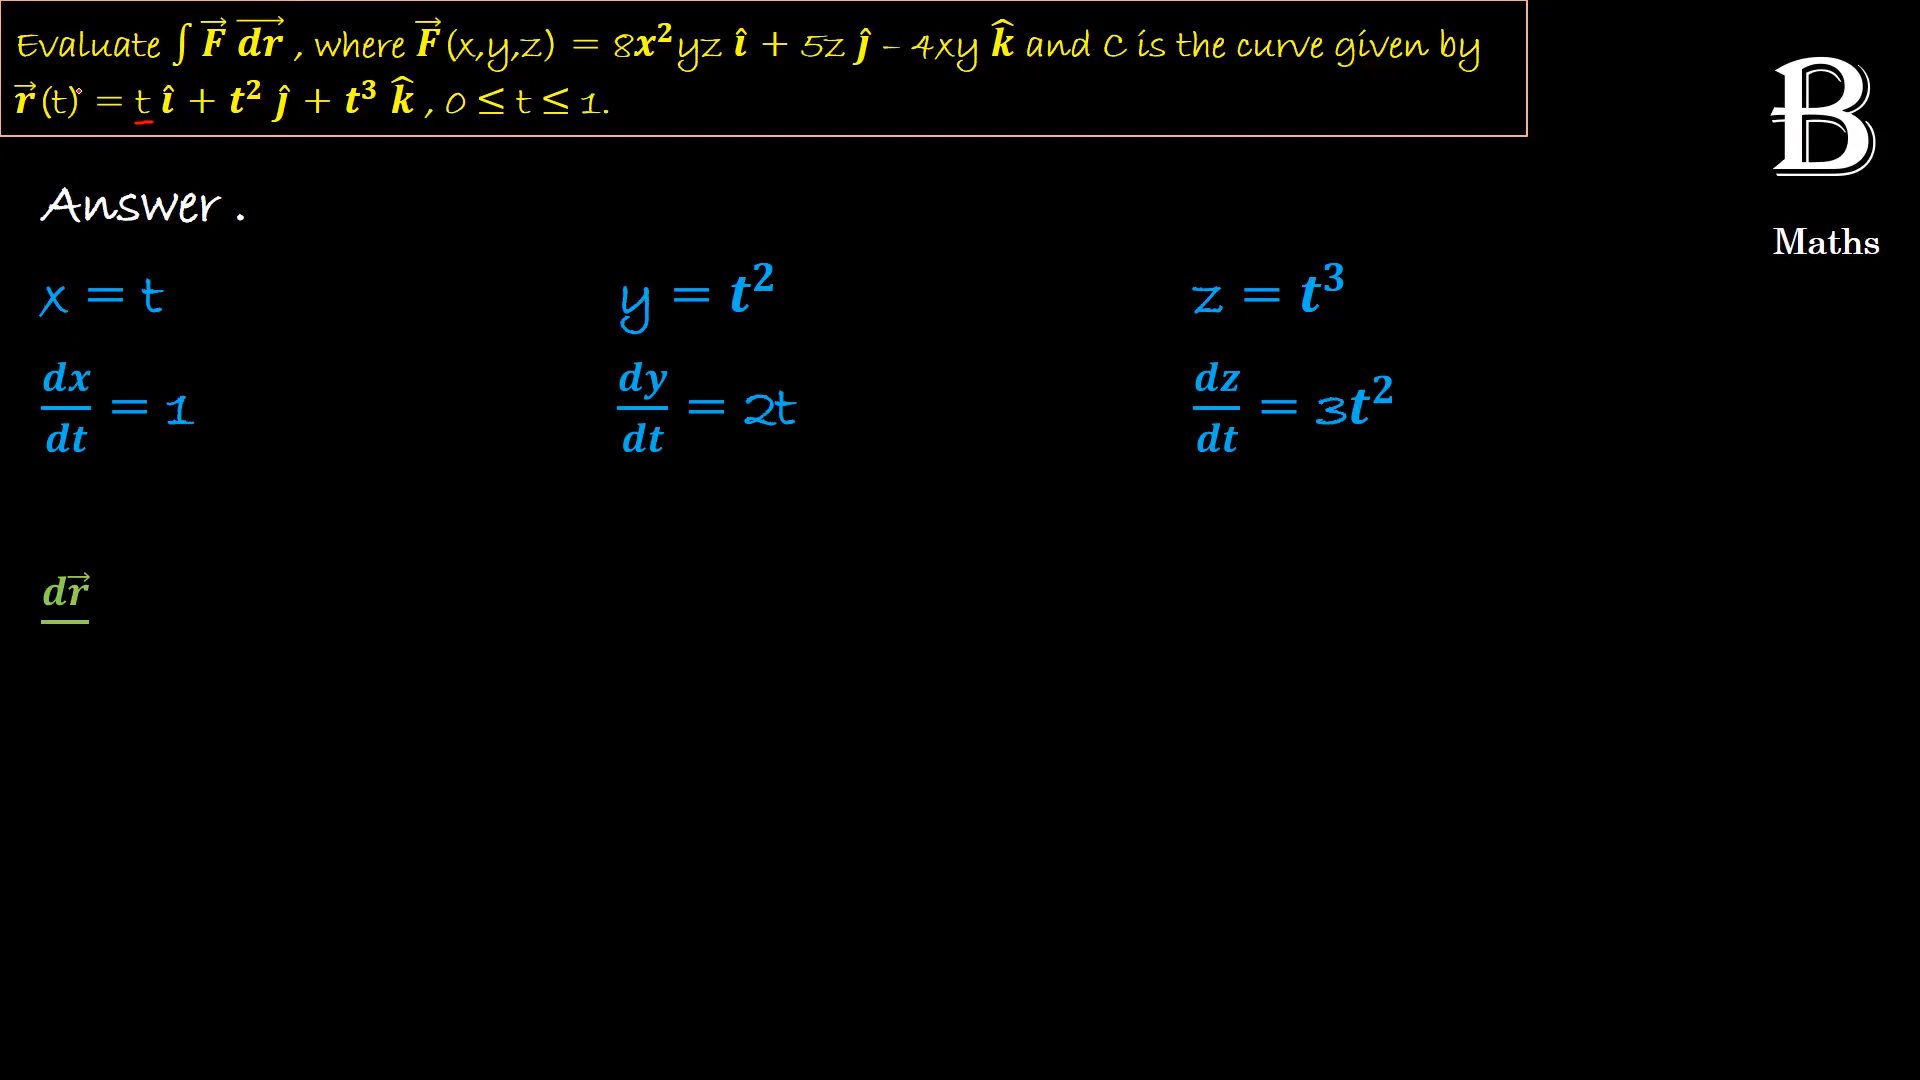 Evaluate ∫ F⃗ dr⃗ , where F⃗ (x,y,z) = 8x²yz î + 5z ĵ – 4xy k̂ and C is the curve given by
r⃗ (t) = t î + t² ĵ + t³ k̂ , 0 ≤ t ≤ 1.
B
Maths
Answer .
x = t y = t² z = t³
dx/dt = 1 dy/dt = 2t dz/dt = 3t²
dr⃗